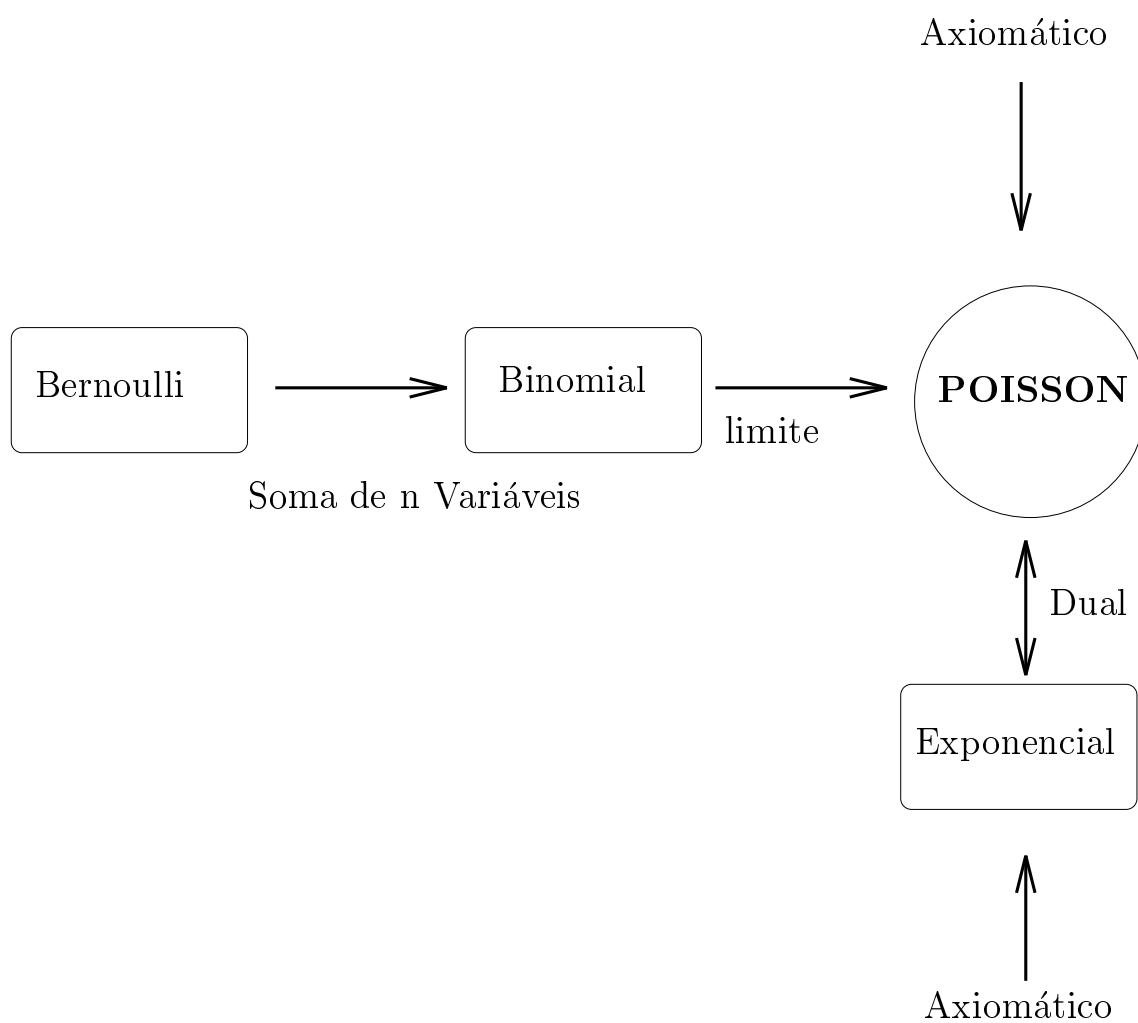 Axiomático
Bernoulli
Binomial
POISSON
limite
Soma de n Variáveis
Dual
Exponencial
Axiomático